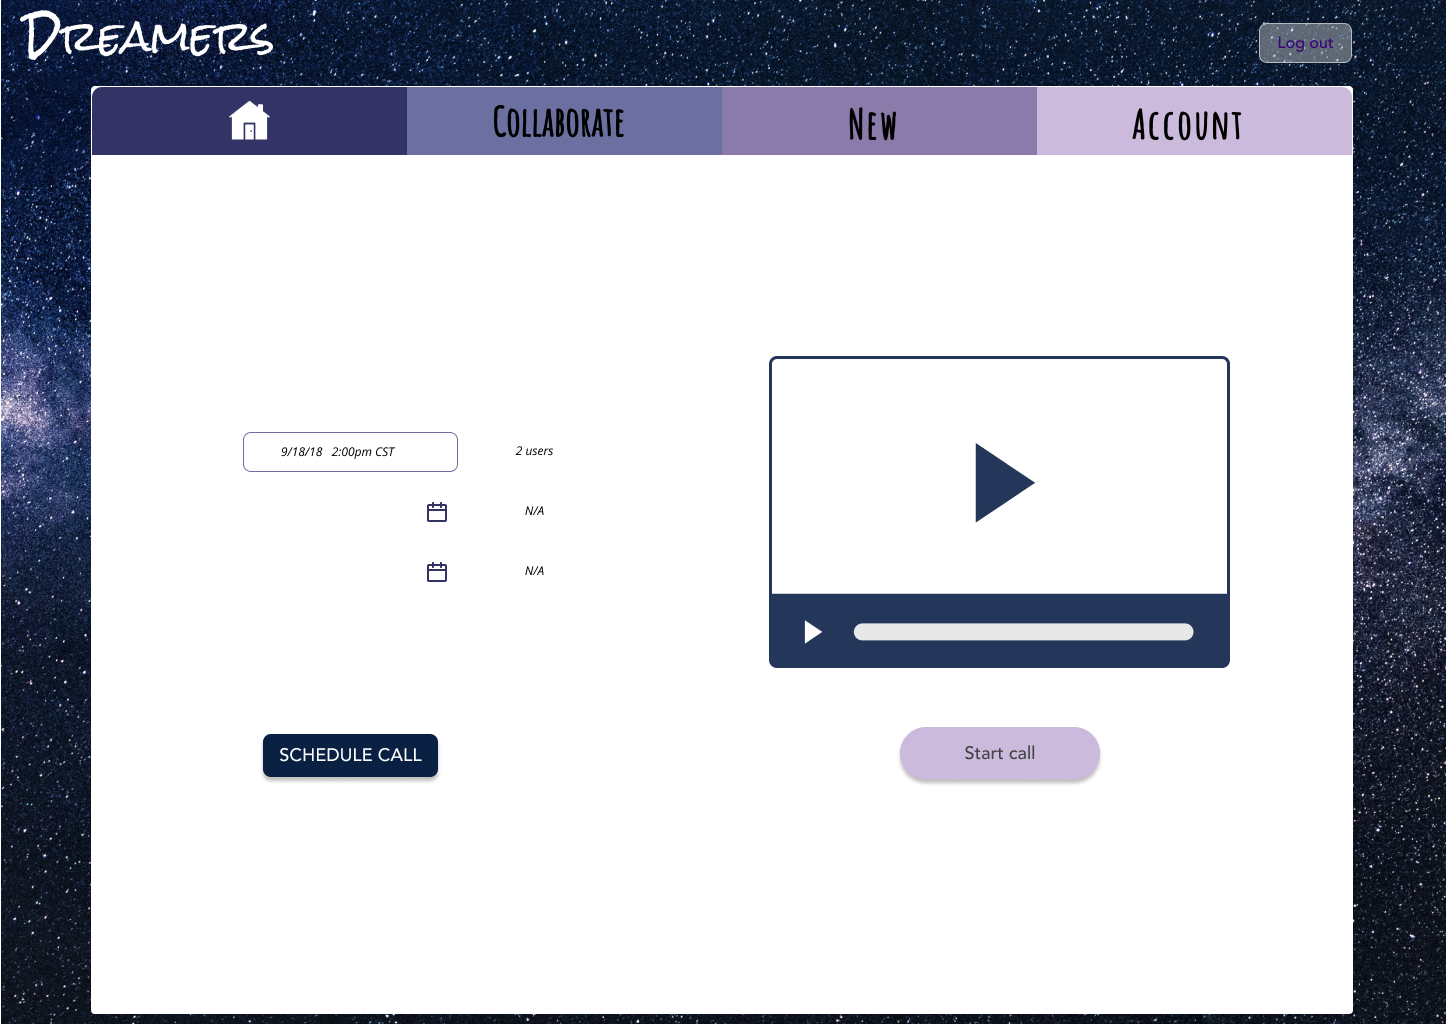 Dreamers
Log out
Collaborate
New
Account
9/18/18 2:00pm CST
2 users
N/A
N/A
SCHEDULE CALL
Start call